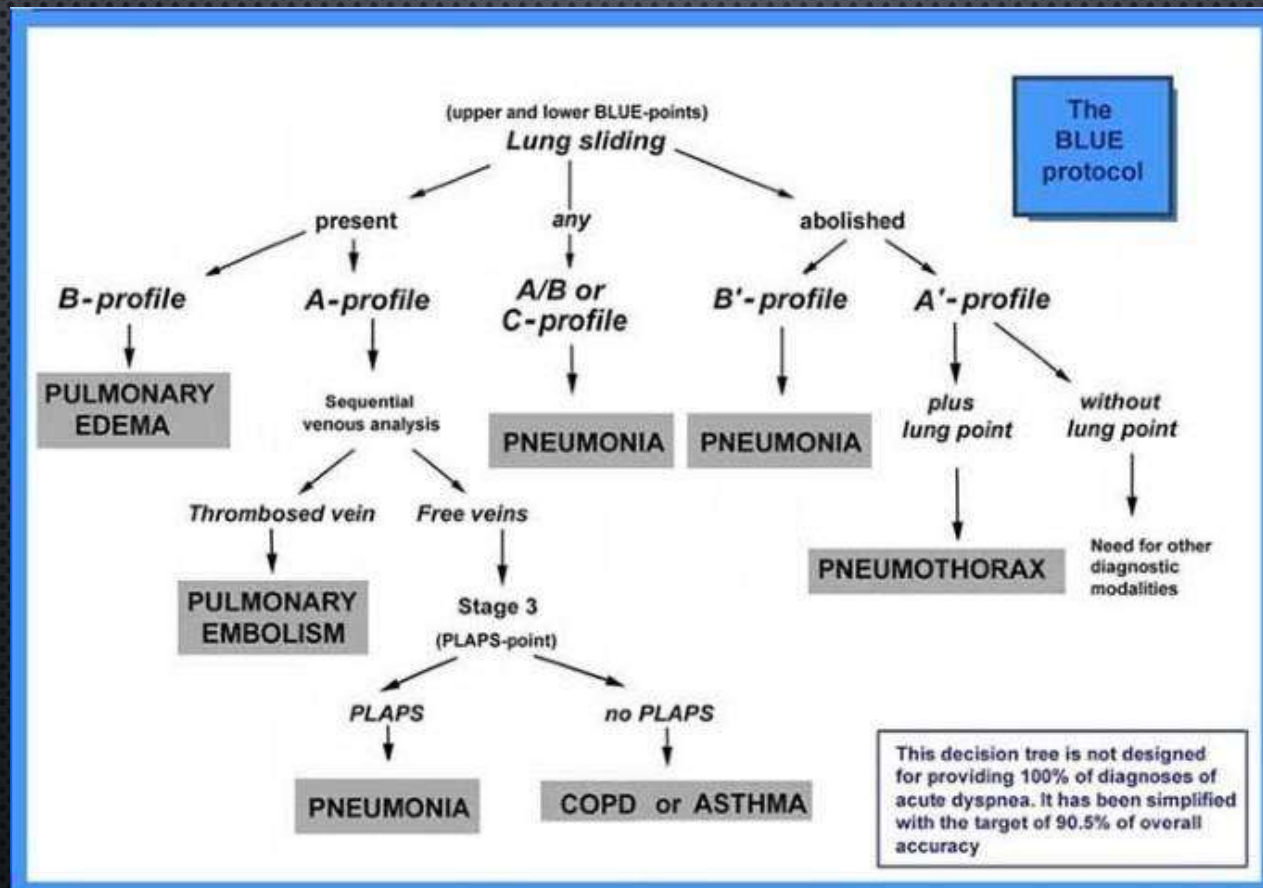 The
BLUE
protocol
(upper and lower BLUE-points)
Lung sliding
present
any
abolished
B-profile
A-profile
A/B or
C-profile
B'-profile
A'-profile
PULMONARY
EDEMA
Sequential
venous analysis
PNEUMONIA
PNEUMONIA
plus
lung point
without
lung point
Thrombosed vein
Free veins
PULMONARY
EMBOLISM
Stage 3
(PLAPS-point)
PNEUMOTHORAX
Need for other
diagnostic
modalities
PLAPS
no PLAPS
PNEUMONIA
COPD or ASTHMA
This decision tree is not designed
for providing 100% of diagnoses of
acute dyspnea. It has been simplified
with the target of 90.5% of overall
accuracy